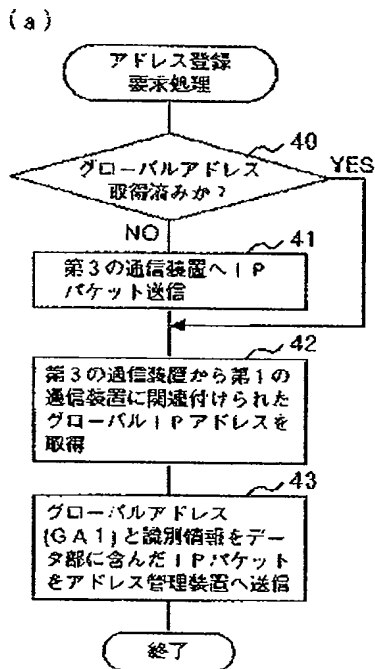 (a)
アドレス登録
要求処理
40
グローバルアドレス
取得済みか?
YES
NO
41
第3の通信装置へIP
パケット送信
42
第3の通信装置から第1の
通信装置に関連付けられた
グローバルIPアドレスを
取得
43
グローバルアドレス
(GA1)と識別情報をデー
タ部に含んだIPパケット
をアドレス管理装置へ送信
終了